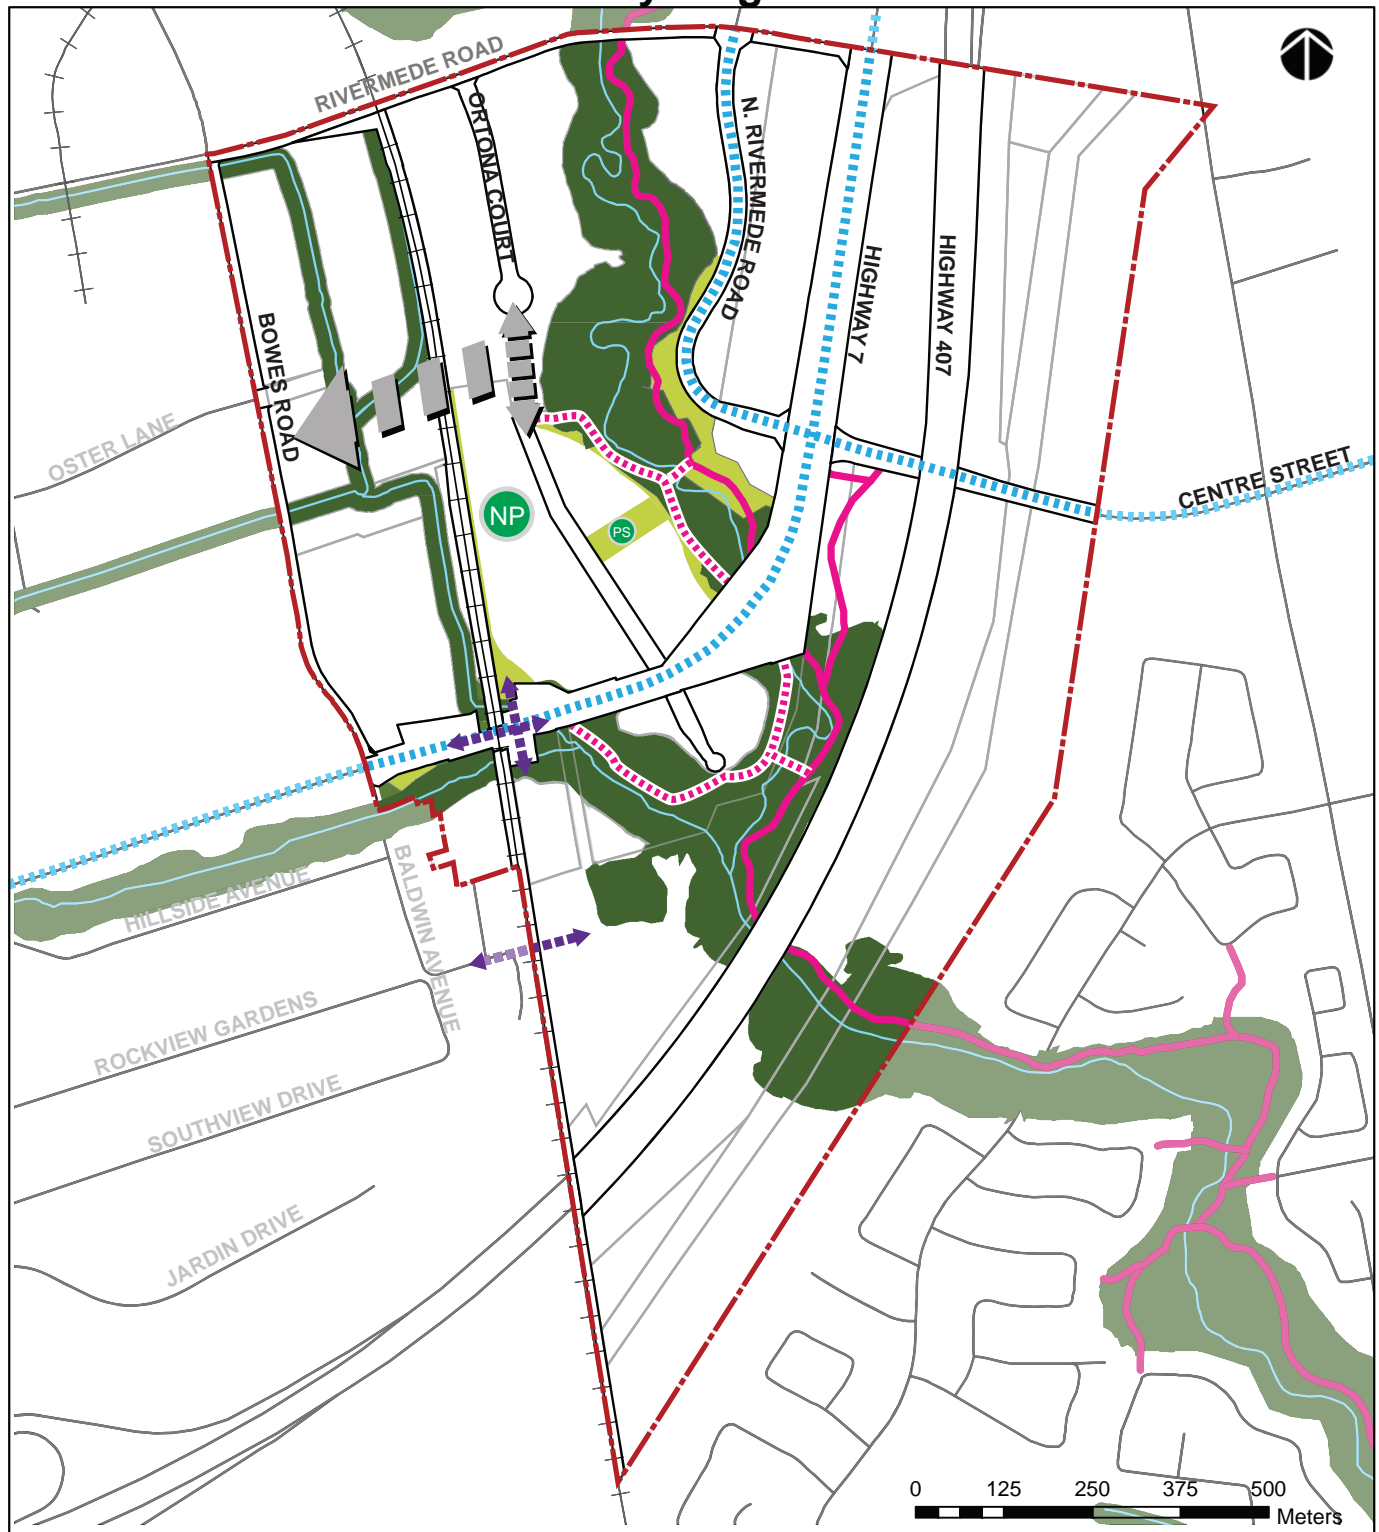 RIVERMEDE ROAD
ORTONA COURT
N. RIVERMEDE ROAD
HIGHWAY 7
HIGHWAY 407
BOWES ROAD
OSTER LANE
CENTRE STREET
NP
PS
HILLSIDE AVENUE
BALDWIN AVENUE
ROCKVIEW GARDENS
SOUTHVIEW DRIVE
JARDIN DRIVE
0 125 250 375 500
Meters